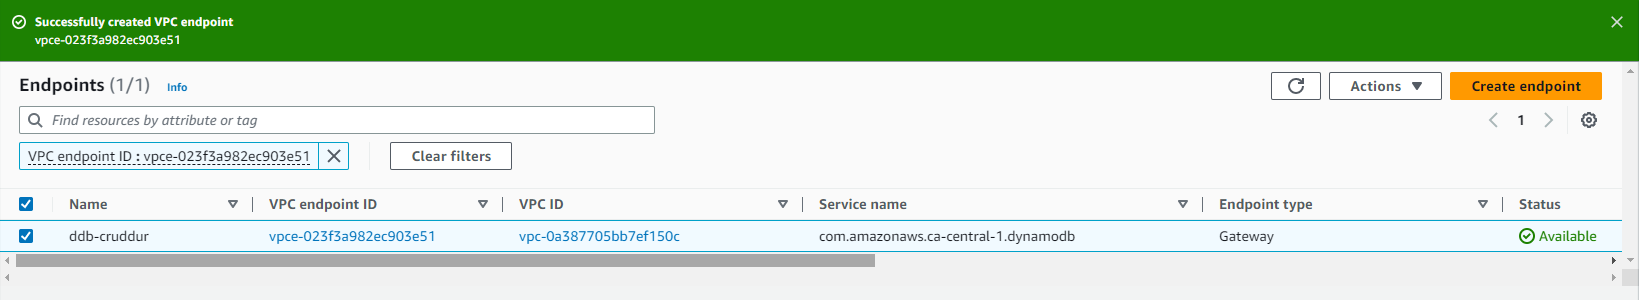 Successfully created VPC endpoint
vpce-023f3a982ec903e51
Endpoints (1/1) Info
Actions
Create endpoint
Find resources by attribute or tag
1
VPC endpoint ID : vpce-023f3a982ec903e51
Clear filters
Name VPC endpoint ID VPC ID Service name Endpoint type Status
ddb-cruddur vpce-023f3a982ec903e51 vpc-0a387705bb7ef150c com.amazonaws.ca-central-1.dynamodb Gateway Available